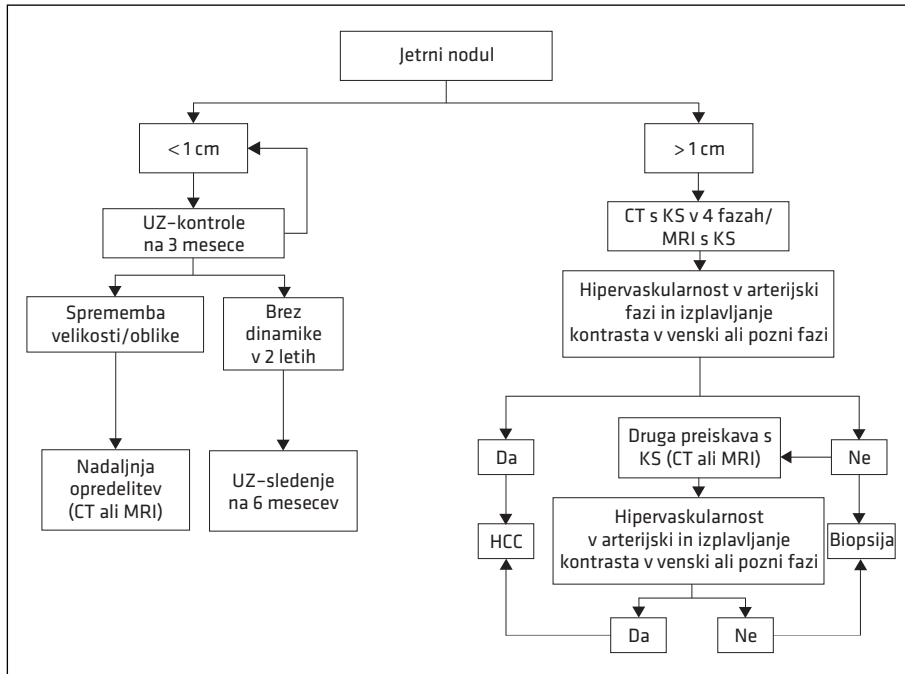 Jetrni nodul
< 1 cm
> 1 cm
UZ-kontrole
na 3 mesece
CT s KS v 4 fazah/
MRI s KS
Sprememba
velikosti/oblike
Brez
dinamike
v 2 letih
Hipervaskularnost v arterijski
fazi in izplavljanje
kontrasta v venski ali pozni fazi
Nadaljnja
opredelitev
(CT ali MRI)
UZ-sledenje
na 6 mesecev
Da
Druga preiskava s
KS (CT ali MRI)
Ne
HCC
Hipervaskularnost
v arterijski in izplavljanje
kontrasta v venski ali pozni fazi
Biopsija
Da
Ne